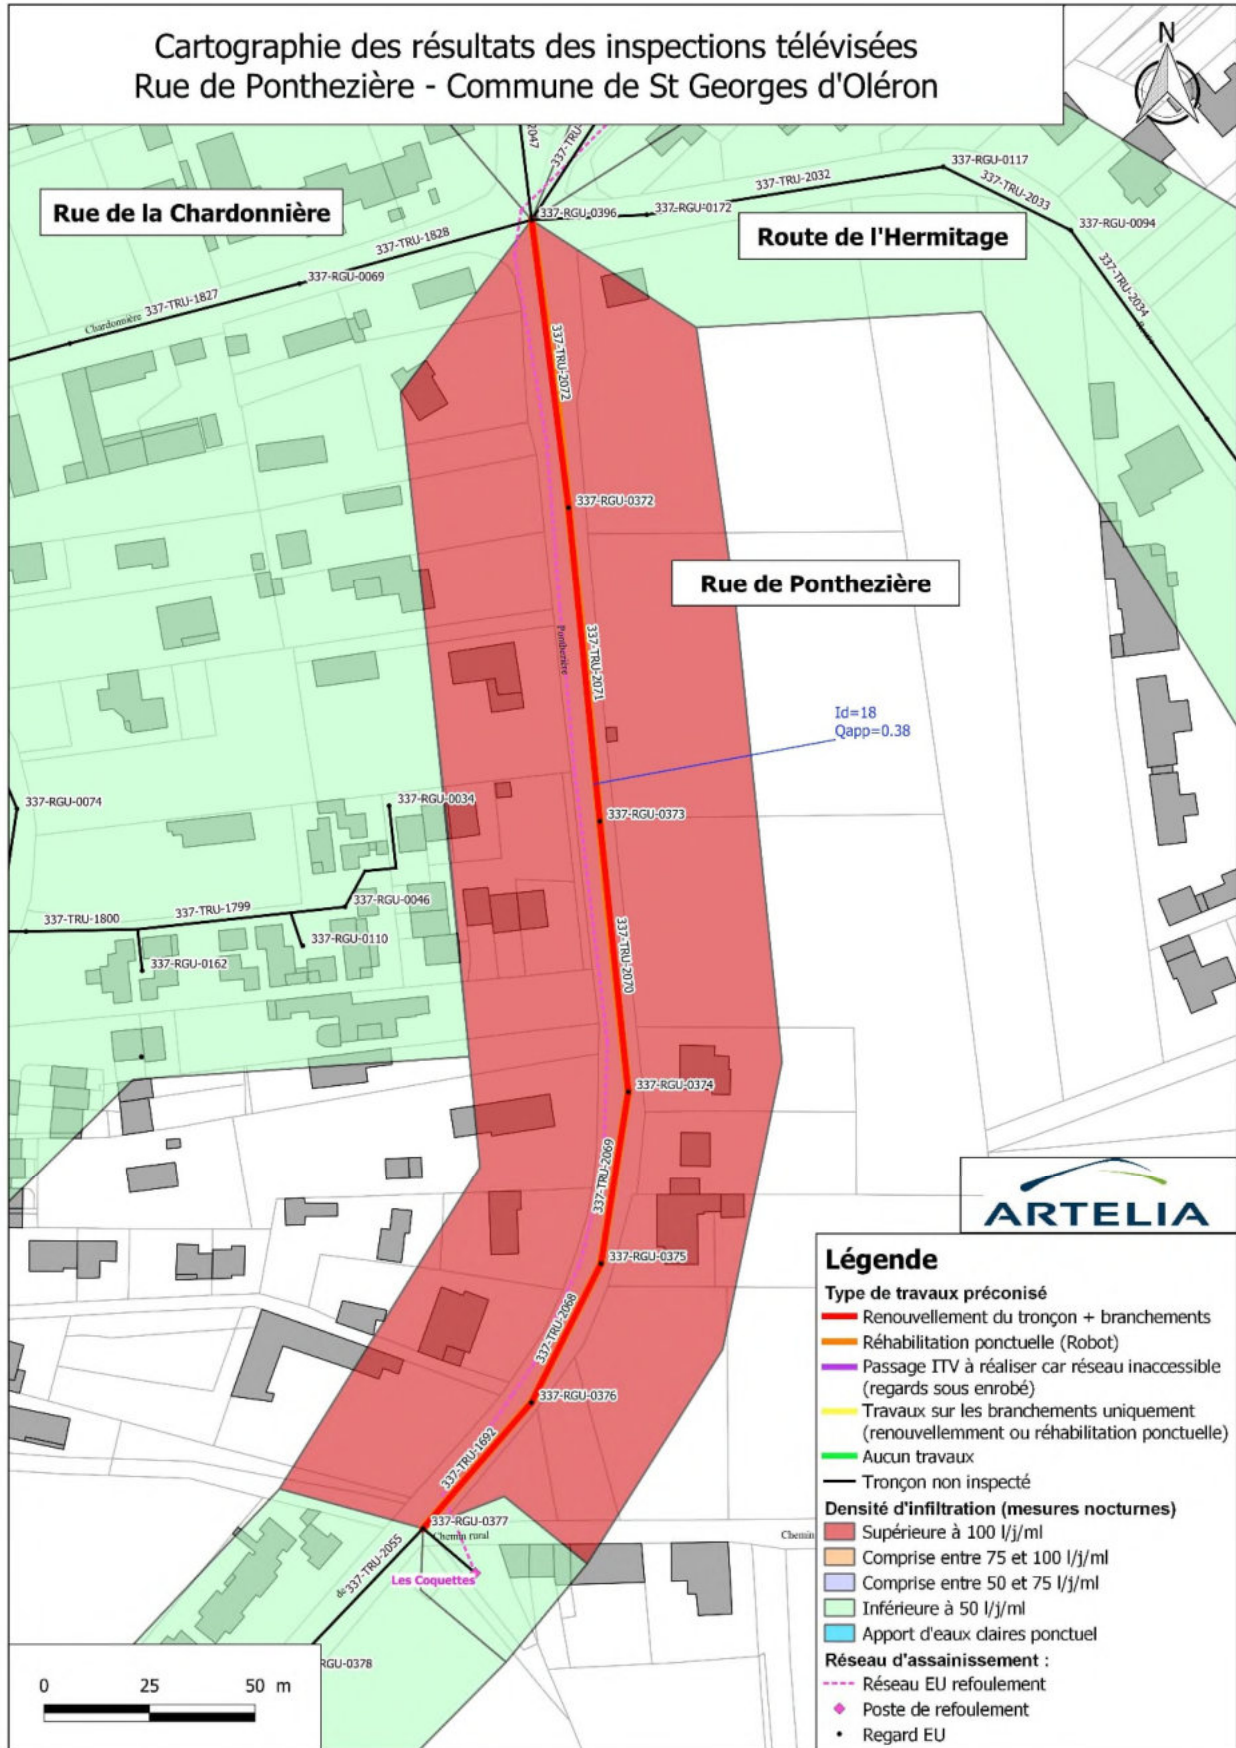 Cartographie des résultats des inspections télévisées
Rue de Ponthezière - Commune de St Georges d'Oléron
N
2047
337-TRU-
337-RGU-0117
337-TRU-2032
337-TRU-2033
Rue de la Chardonnière
337-RGU-0396
337-RGU-0172
337-RGU-0094
337-TRU-1828
Route de l'Hermitage
337-RGU-0069
337-TRU-1827
337-TRU-2034
Chardonnière
337-TRU-2072
337-RGU-0372
Rue de Ponthezière
337-TRU-2071
Ponthezière
Id=18
Qapp=0.38
337-RGU-0074
337-RGU-0034
337-RGU-0373
337-RGU-0046
337-TRU-1799
337-TRU-1800
337-RGU-0110
337-TRU-2070
337-RGU-0162
337-RGU-0374
337-TRU-2069
337-RGU-0375
337-TRU-2068
337-RGU-0376
337-TRU-1692
337-RGU-0377
Chemin rural
Chemin
337-TRU-2055
de
Les Coquettes
RGU-0378
0 25 50 m
ARTELIA
Légende
Type de travaux préconisé
Renouvellement du tronçon + branchements
Réhabilitation ponctuelle (Robot)
Passage ITV à réaliser car réseau inaccessible
(regards sous enrobé)
Travaux sur les branchements uniquement
(renouvellemment ou réhabilitation ponctuelle)
Aucun travaux
Tronçon non inspecté
Densité d'infiltration (mesures nocturnes)
Supérieure à 100 l/j/ml
Comprise entre 75 et 100 l/j/ml
Comprise entre 50 et 75 l/j/ml
Inférieure à 50 l/j/ml
Apport d'eaux claires ponctuel
Réseau d'assainissement :
Réseau EU refoulement
Poste de refoulement
Regard EU